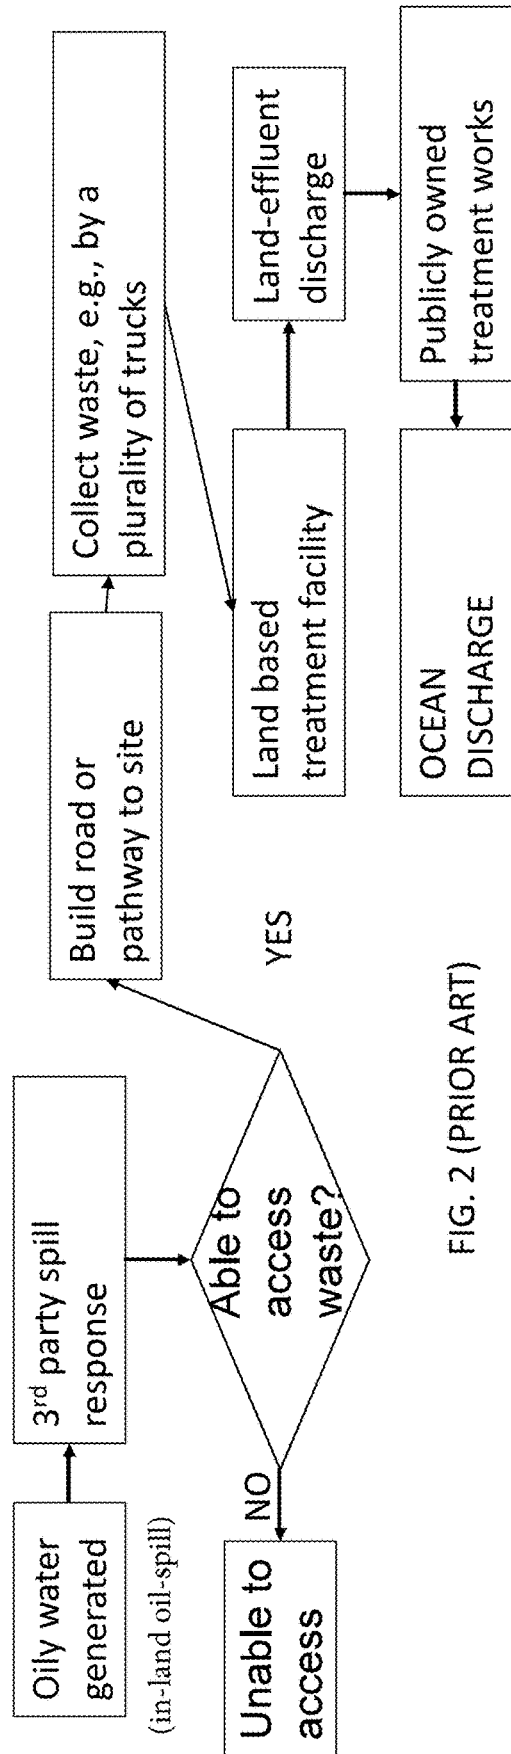 Oily water
generated
(in-land oil-spill)
3rd party spill
response
Able to
access
waste?
NO
Unable to
access
YES
Build road or
pathway to site
Collect waste, e.g., by a
plurality of trucks
Land based
treatment facility
Land-effluent
discharge
Publicly owned
treatment works
OCEAN
DISCHARGE
FIG. 2 (PRIOR ART)